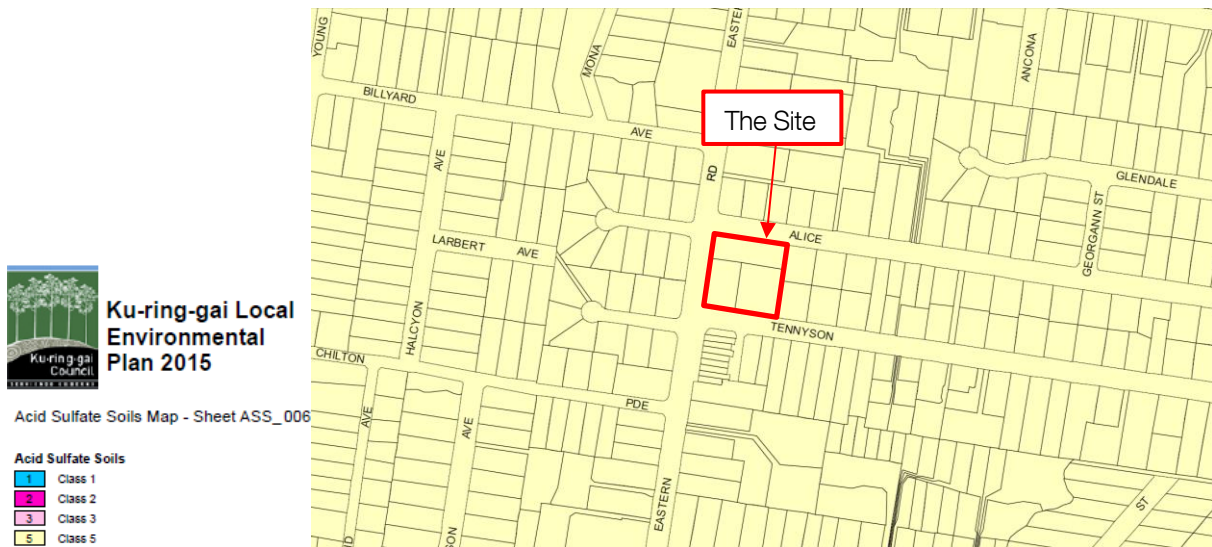 Ku-ring-gai
Council
Ku-ring-gai Local
Environmental
Plan 2015
Acid Sulfate Soils Map - Sheet ASS_006
Acid Sulfate Soils
1 Class 1
2 Class 2
3 Class 3
5 Class 5
YOUNG
MONA
ANCONA
BILLYARD
AVE
The Site
AVE
RD
GLENDALE
GEORGANN ST
ALICE
LARBERT AVE
HALCYON
TENNYSON
CHILTON
PDE
AVE
AVE
EASTERN
ST